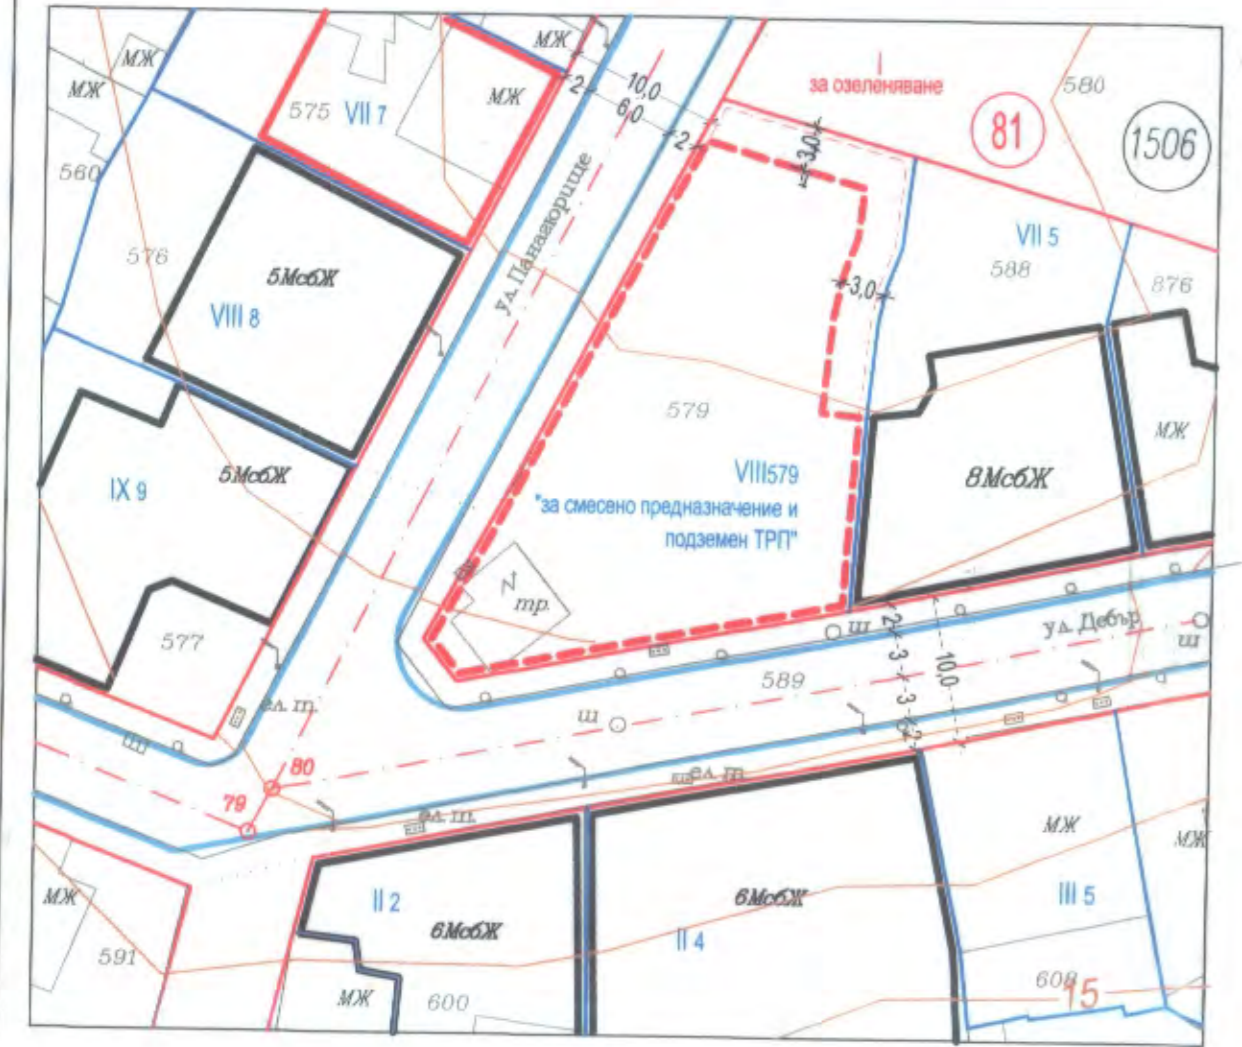 МЖ
МЖ
МЖ
560
575
VII 7
МЖ
2
10,0
6,0
2
за озеленяване
81
580
1506
3,0
576
5МсбЖ
VIII 8
ул. Панагюрище
3,0
VII 5
588
876
579
МЖ
IX 9
5МсбЖ
VIII579
"за смесено предназначение и
подземен ТРП"
8МсбЖ
тр.
577
ул. Дебър
ш
ш
2
3
3
2
10,0
589
ел. т.
ш
80
79
ел. т.
ел. т.
МЖ
591
II 2
6МсбЖ
МЖ
600
6МсбЖ
II 4
МЖ
МЖ
III 5
608
15